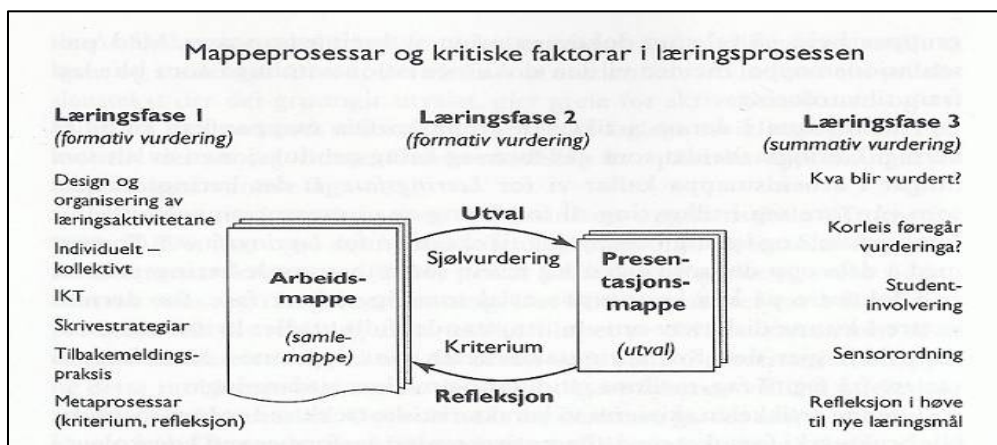 Mappeprosessen og kritiske faktorar i læringsprosessen
Læringsfase 1
(formativ vurdering)
Design og
organisering av
læringsaktivitetane
Individuelt –
kollektivt
IKT
Skrivestrategiar
Tilbakemeldings-
praksis
Metaprosessar
(kriterium, refleksjon)
Læringsfase 2
(formativ vurdering)
Utval
Sjølvurdering
Arbeids-
mappe
(samle-
mappe)
Presen-
tasjons-
mappe
(utval)
Kriterium
Refleksjon
Læringsfase 3
(summativ vurdering)
Kva blir vurdert?
Korleis føregår
vurderinga?
Student-
involvering
Sensorordning
Refleksjon i høve
til nye læringsmål